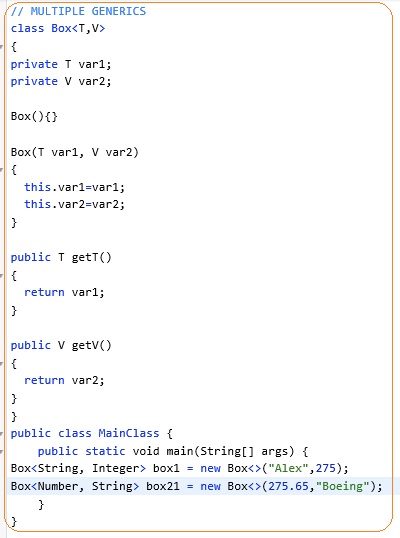 // MULTIPLE GENERICS
class Box<T,V>
{
private T var1;
private V var2;

Box(){}

Box(T var1, V var2)
{
  this.var1=var1;
  this.var2=var2;
}

public T getT()
{
  return var1;
}

public V getV()
{
  return var2;
}
}
public class MainClass {
    public static void main(String[] args) {
Box<String, Integer> box1 = new Box<>("Alex",275);
Box<Number, String> box21 = new Box<>(275.65,"Boeing");
    }
}